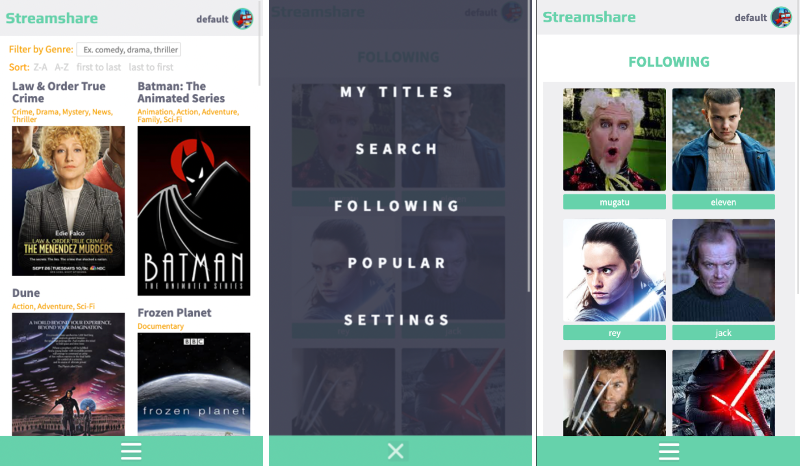 Streamshare
default
Filter by Genre: Ex. comedy, drama, thriller
Sort: Z-A A-Z first to last last to first
Law & Order True
Crime
Crime, Drama, Mystery, News,
Thriller
Edie Falco
LAW & ORDER TRUE CRIME
THE MENENDEZ MURDERS
SEPT 26/TUESDAYS 10/9c NBC
Batman: The
Animated Series
Animation, Action, Adventure,
Family, Sci-Fi
BATMAN
THE ANIMATED SERIES
Dune
Action, Adventure, Sci-Fi
A WORLD BEYOND YOUR EXPERIENCE,
BEYOND YOUR IMAGINATION.
Frozen Planet
Documentary
BBC
frozen planet
Streamshare
default
FOLLOWING
MY TITLES
SEARCH
FOLLOWING
POPULAR
SETTINGS
Streamshare
default
FOLLOWING
mugatu
eleven
rey
jack